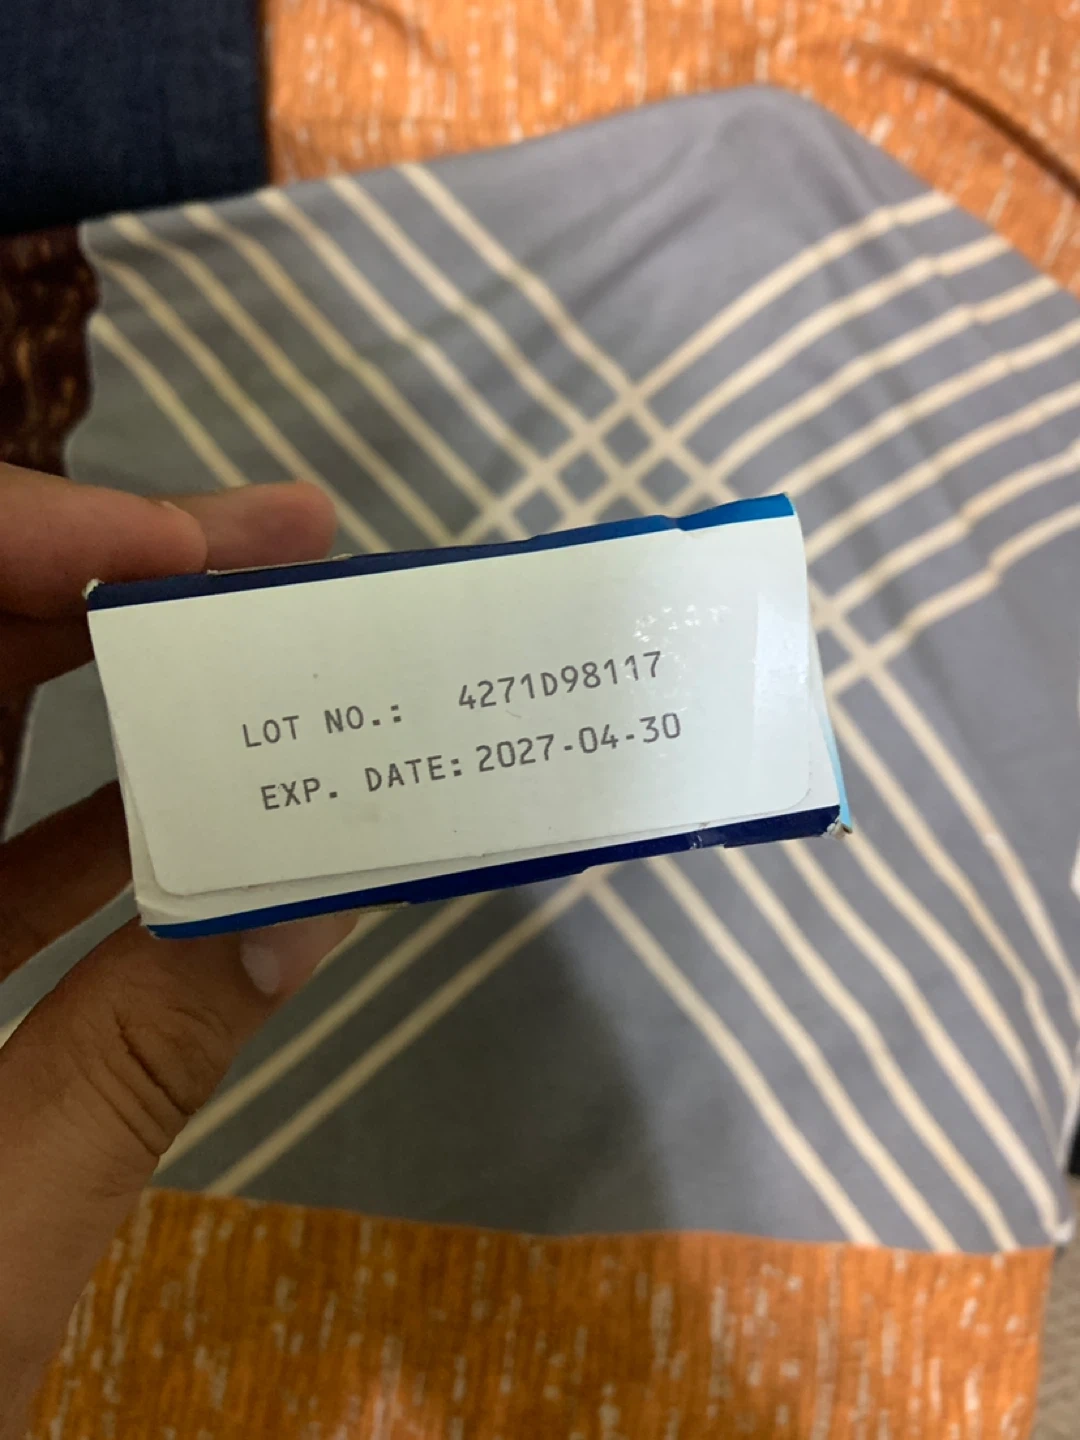 LOT NO.: 4271D98117
EXP. DATE: 2027-04-30